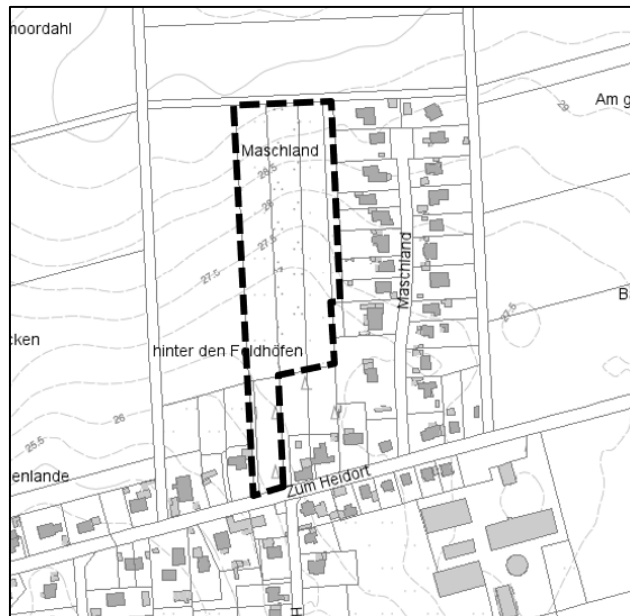 moordahl
Am g
Maschland
28.5
28
27.5
27.5
Maschland
hinter den Feldhöfen
cken
26
25.5
enlande
Zum Heidort
H